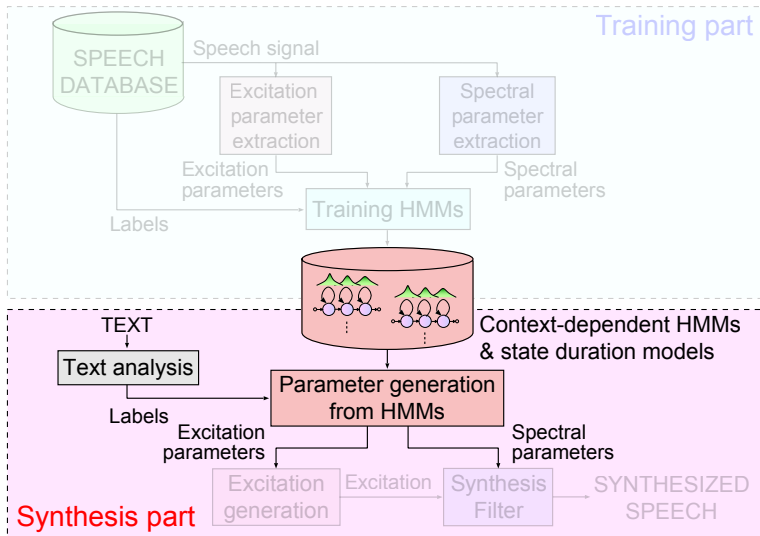 Training part
SPEECH
DATABASE
Speech signal
Excitation
parameter
extraction
Spectral
parameter
extraction
Excitation
parameters
Spectral
parameters
Training HMMs
Labels
TEXT
Context-dependent HMMs
& state duration models
Text analysis
Parameter generation
from HMMs
Labels
Excitation
parameters
Spectral
parameters
Excitation
generation
Excitation
Synthesis
Filter
SYNTHESIZED
SPEECH
Synthesis part